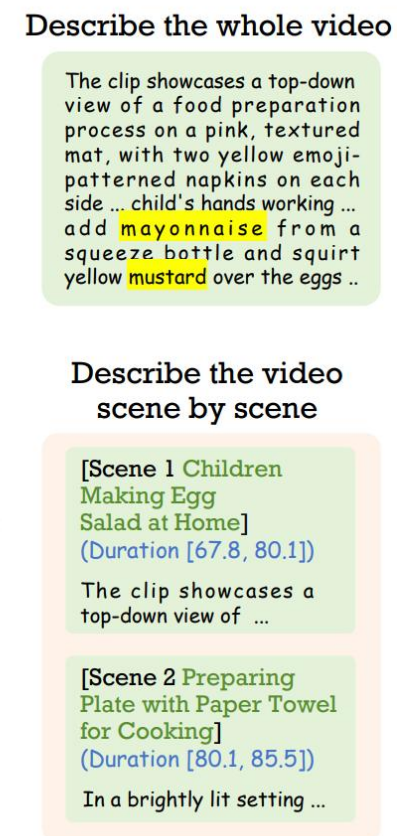 Describe the whole video
The clip showcases a top-down
view of a food preparation
process on a pink, textured
mat, with two yellow emoji-
patterned napkins on each
side ... child's hands working ...
add mayonnaise from a
squeeze bottle and squirt
yellow mustard over the eggs ..
Describe the video
scene by scene
[Scene 1 Children
Making Egg
Salad at Home]
(Duration [67.8, 80.1])
The clip showcases a
top-down view of ...
[Scene 2 Preparing
Plate with Paper Towel
for Cooking]
(Duration [80.1, 85.5])
In a brightly lit setting ...